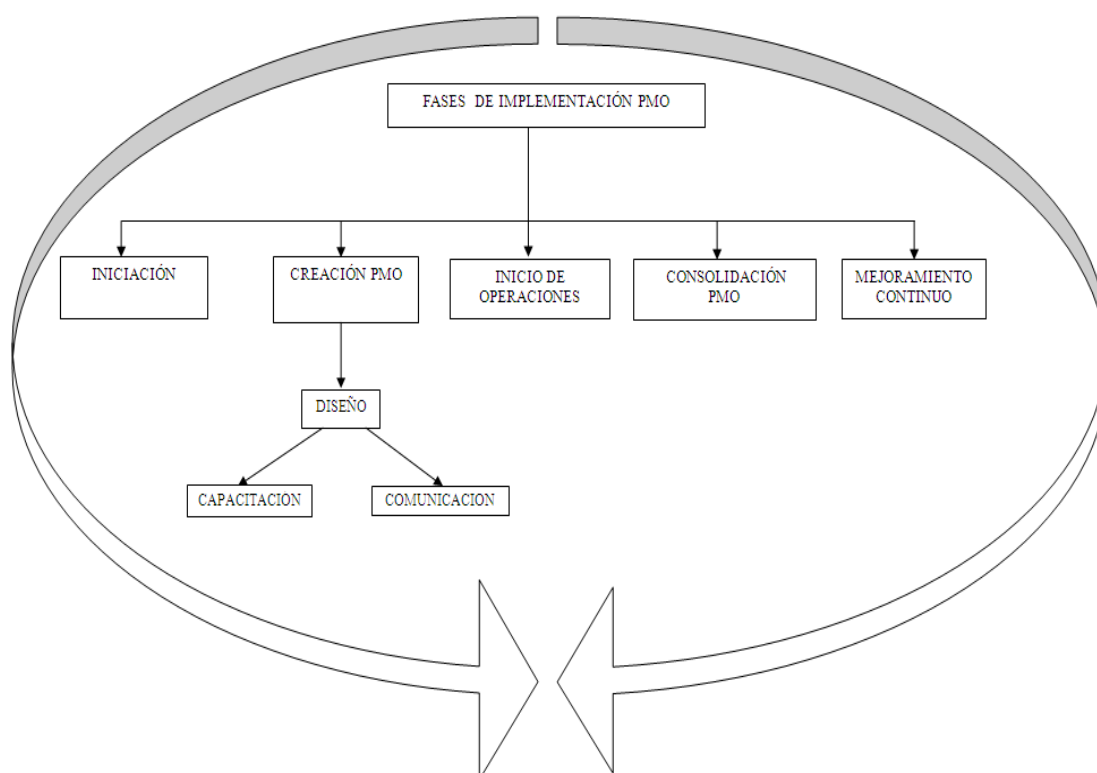 FASES DE IMPLEMENTACIÓN PMO
INICIACIÓN
CREACIÓN PMO
INICIO DE
OPERACIONES
CONSOLIDACIÓN
PMO
MEJORAMIENTO
CONTINUO
DISEÑO
CAPACITACION
COMUNICACION